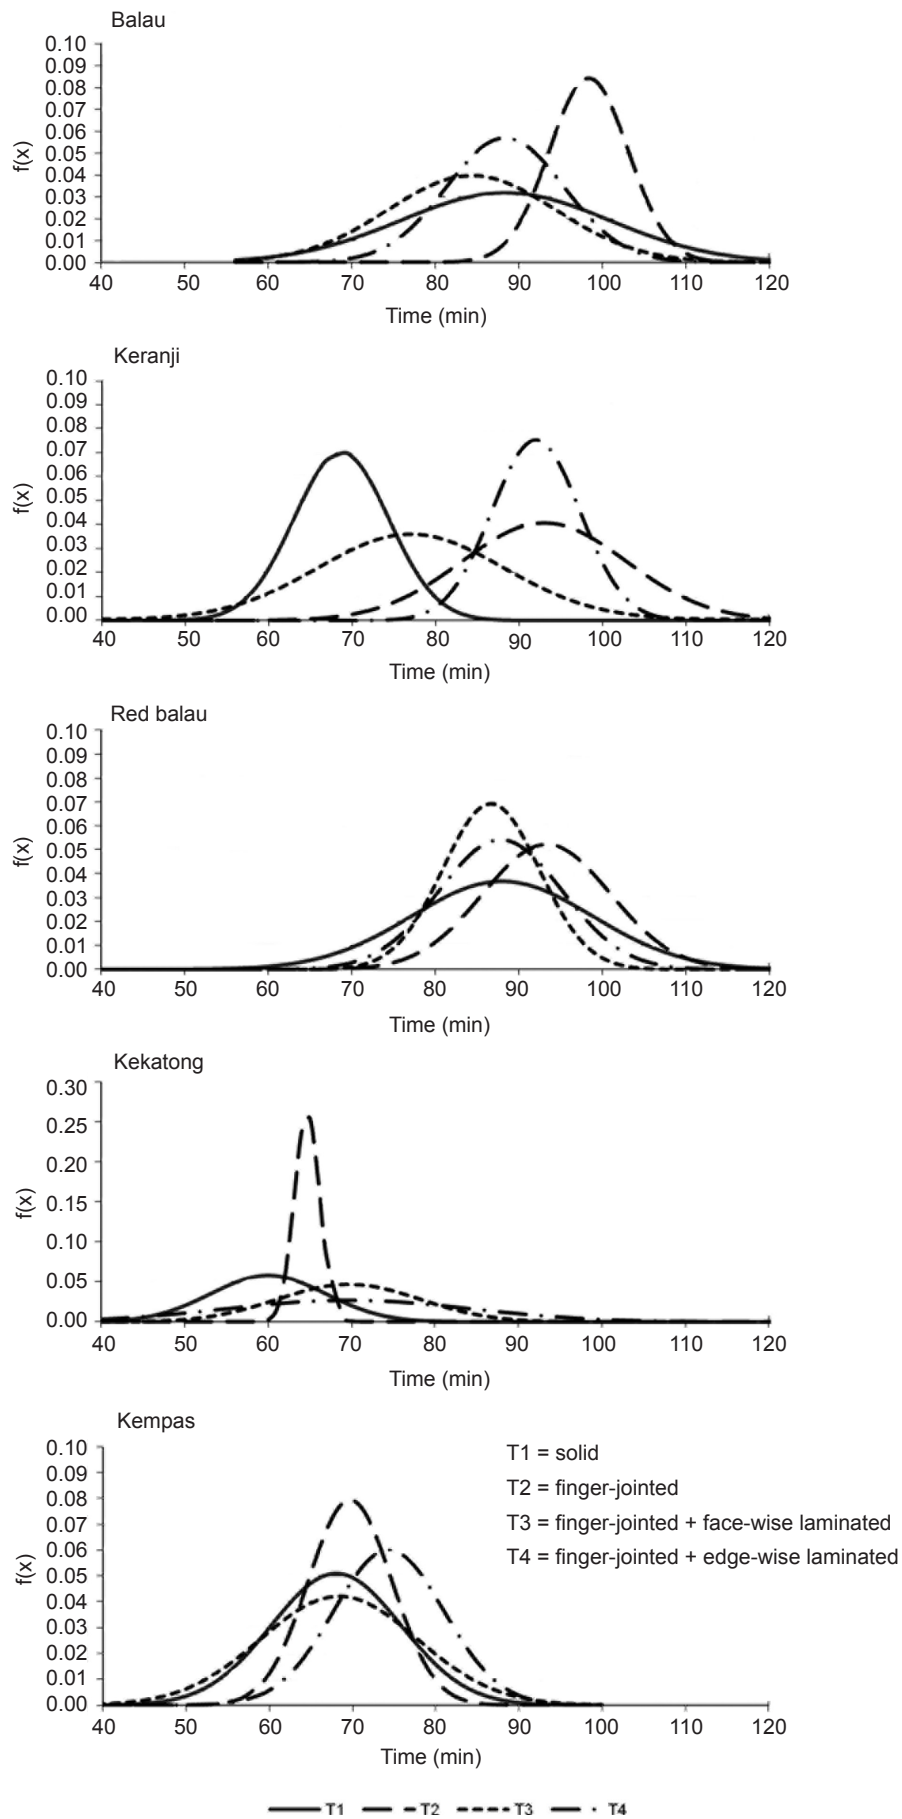 Balau
0.10
0.09
0.08
0.07
0.06
0.05
0.04
0.03
0.02
0.01
0.00
f(x)
40 50 60 70 80 90 100 110 120
Time (min)
Keranji
0.10
0.09
0.08
0.07
0.06
0.05
0.04
0.03
0.02
0.01
0.00
f(x)
40 50 60 70 80 90 100 110 120
Time (min)
Red balau
0.10
0.09
0.08
0.07
0.06
0.05
0.04
0.03
0.02
0.01
0.00
f(x)
40 50 60 70 80 90 100 110 120
Time (min)
Kekatong
0.30
0.25
0.20
0.15
0.10
0.05
0.00
f(x)
40 50 60 70 80 90 100 110 120
Time (min)
Kempas
0.10
0.09
0.08
0.07
0.06
0.05
0.04
0.03
0.02
0.01
0.00
f(x)
T1 = solid
T2 = finger-jointed
T3 = finger-jointed + face-wise laminated
T4 = finger-jointed + edge-wise laminated
40 50 60 70 80 90 100 110 120
Time (min)
T1 T2 T3 T4